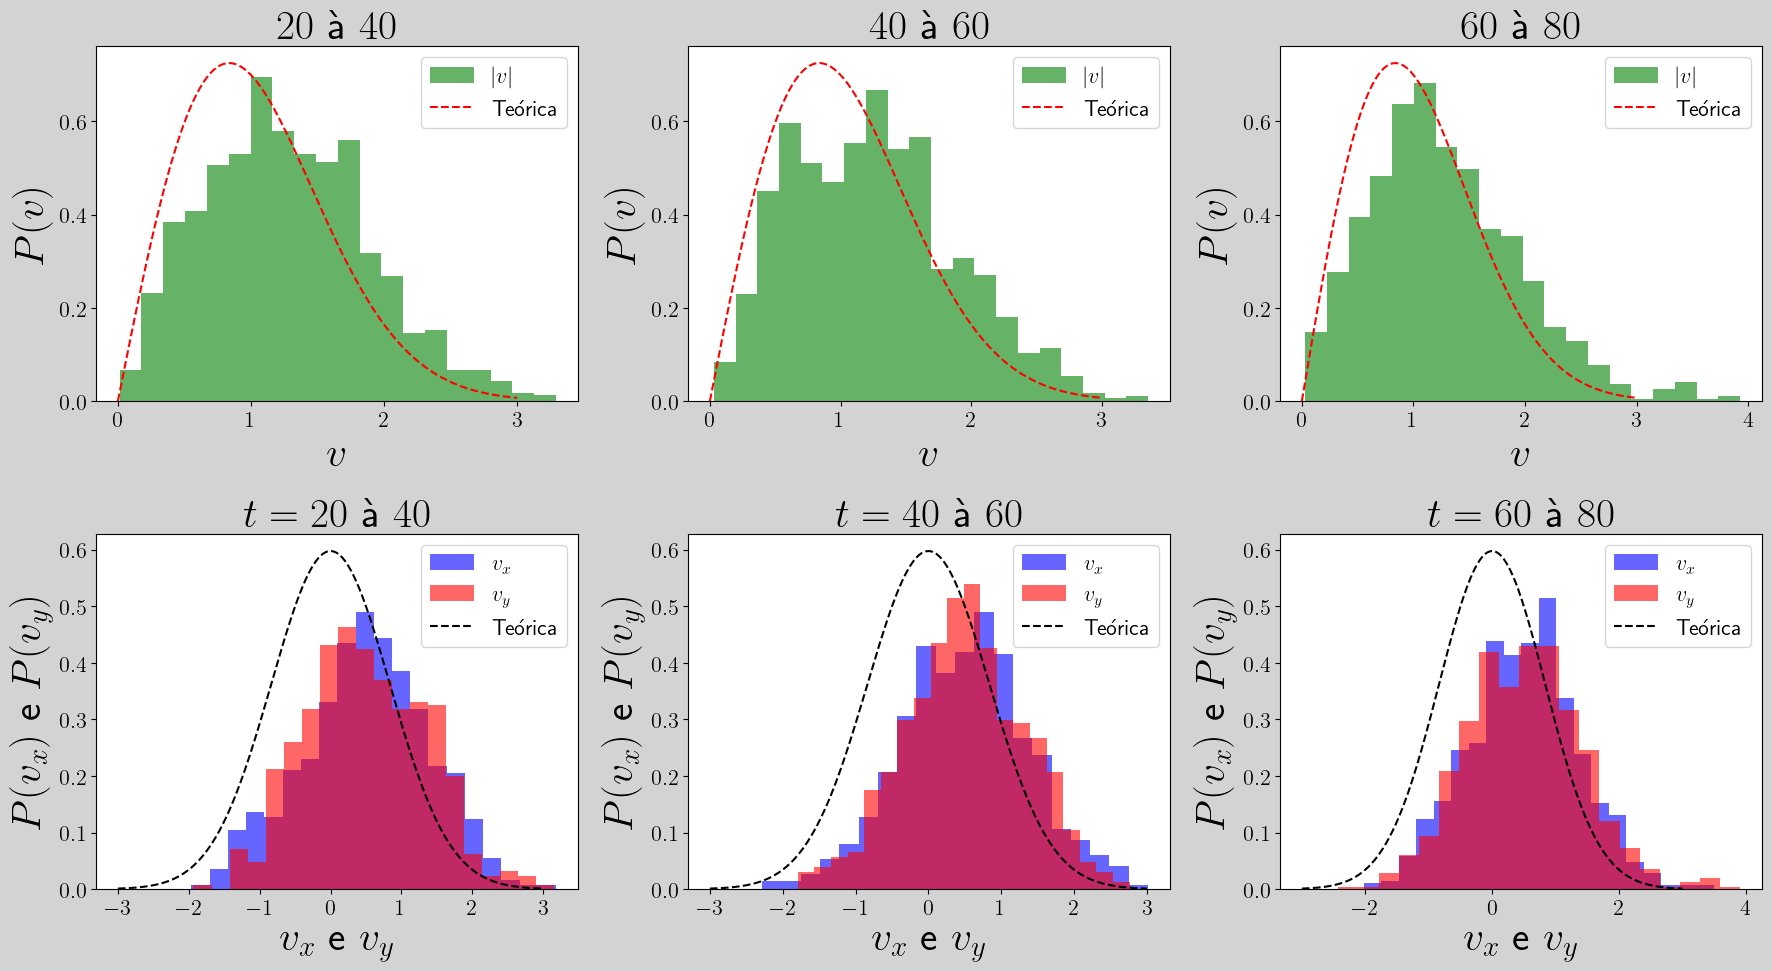 20 à 40
P(v)
0.6
0.4
0.2
0.0
|v|
Teórica
0 1 2 3
v
40 à 60
P(v)
0.6
0.4
0.2
0.0
|v|
Teórica
0 1 2 3
v
60 à 80
P(v)
0.6
0.4
0.2
0.0
|v|
Teórica
0 1 2 3 4
v
t = 20 à 40
P(v_x) e P(v_y)
0.6
0.5
0.4
0.3
0.2
0.1
0.0
v_x
v_y
Teórica
−3 −2 −1 0 1 2 3
v_x e v_y
t = 40 à 60
P(v_x) e P(v_y)
0.6
0.5
0.4
0.3
0.2
0.1
0.0
v_x
v_y
Teórica
−3 −2 −1 0 1 2 3
v_x e v_y
t = 60 à 80
P(v_x) e P(v_y)
0.6
0.5
0.4
0.3
0.2
0.1
0.0
v_x
v_y
Teórica
−2 0 2 4
v_x e v_y